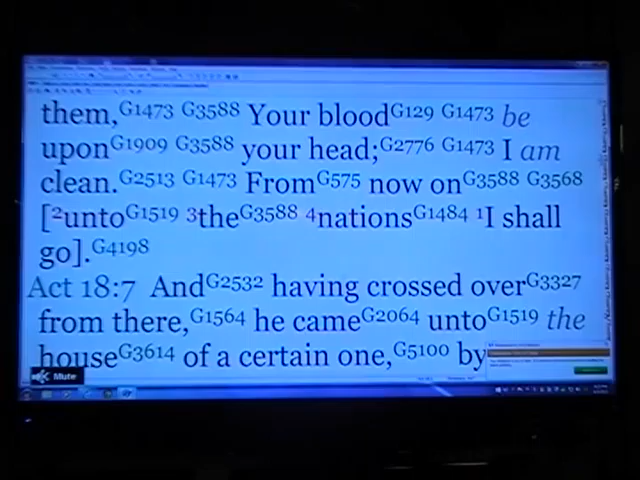 them,G1473 G3588 Your bloodG129 G1473 be
uponG1909 G3588 your head;G2776 G1473 I am
clean.G2513 G1473 FromG575 now onG3588 G3568
[2untoG1519 3theG3588 4nationsG1484 1I shall
go].G4198
Act 18:7 AndG2532 having crossed overG3327
from there,G1564 he cameG2064 untoG1519 the
houseG3614 of a certain one,G5100 by
Mute